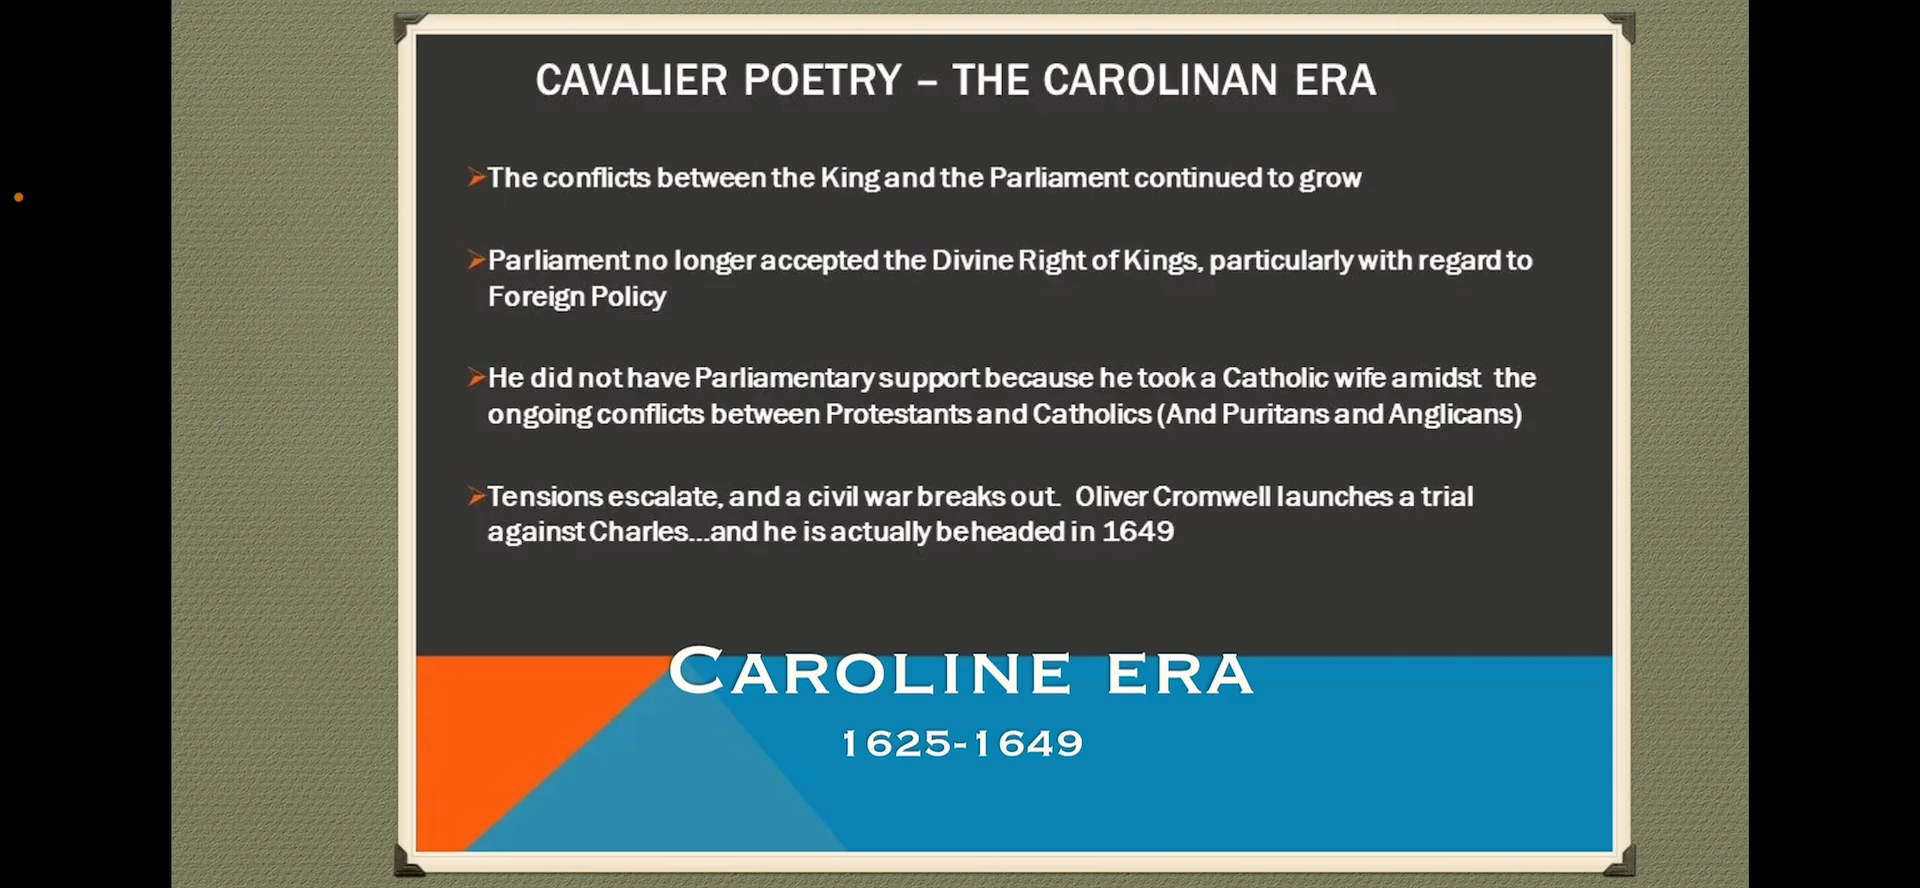 CAVALIER POETRY – THE CAROLINAN ERA
➤The conflicts between the King and the Parliament continued to grow
➤Parliament no longer accepted the Divine Right of Kings, particularly with regard to
Foreign Policy
➤He did not have Parliamentary support because he took a Catholic wife amidst the
ongoing conflicts between Protestants and Catholics (And Puritans and Anglicans)
➤Tensions escalate, and a civil war breaks out. Oliver Cromwell launches a trial
against Charles...and he is actually beheaded in 1649
CAROLINE ERA
1625-1649